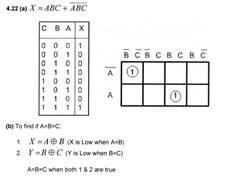 4.22 (a) X = ABC + A̅B̅C̅
C B A X
0 0 0 1
0 0 1 0
0 1 0 0
0 1 1 0
1 0 0 0
1 0 1 0
1 1 0 0
1 1 1 1
B̅ C̅ B̅ C B C B C̅
A̅ 1
A 1
(b) To find if A=B=C:
1. X = A ⊕ B (X is Low when A=B)
2. Y = B ⊕ C (Y is Low when B=C)
A=B=C when both 1 & 2 are true.